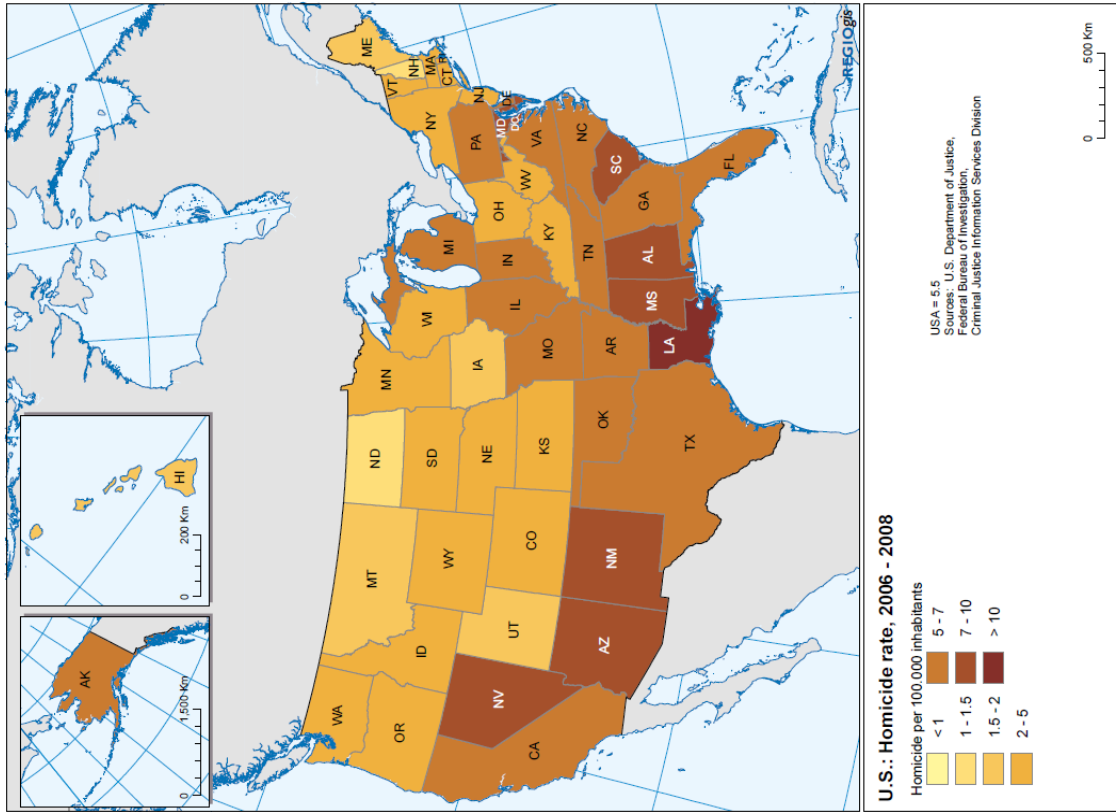 U.S.: Homicide rate, 2006 - 2008
Homicide per 100.000 inhabitants
< 1
1 - 1.5
1.5 - 2
2 - 5
5 - 7
7 - 10
> 10
USA = 5.5
Sources: U.S. Department of Justice,
Federal Bureau of Investigation,
Criminal Justice Information Services Division
0 500 km
REGIOgis
AK
0 1,500 Km
HI
0 200 Km
WA
MT
ND
MN
ME
VT
NH
OR
ID
SD
WI
MI
NY
MA
CT
WY
NE
IA
PA
NJ
NV
UT
CO
KS
IL
IN
OH
WV
MD
DE
DC
VA
CA
MO
KY
AZ
NM
OK
AR
TN
NC
SC
TX
LA
MS
AL
GA
FL